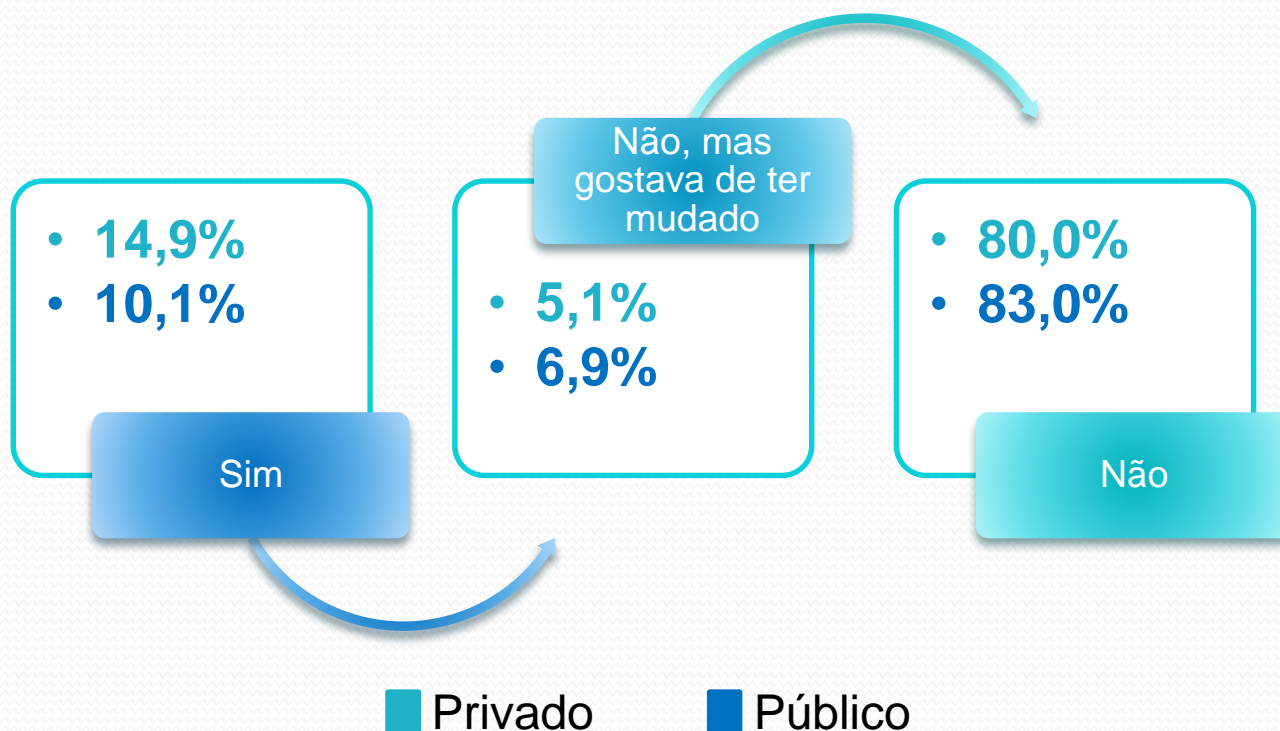 • 14,9%
• 10,1%
Sim
Não, mas
gostava de ter
mudado
• 5,1%
• 6,9%
• 80,0%
• 83,0%
Não
Privado
Público